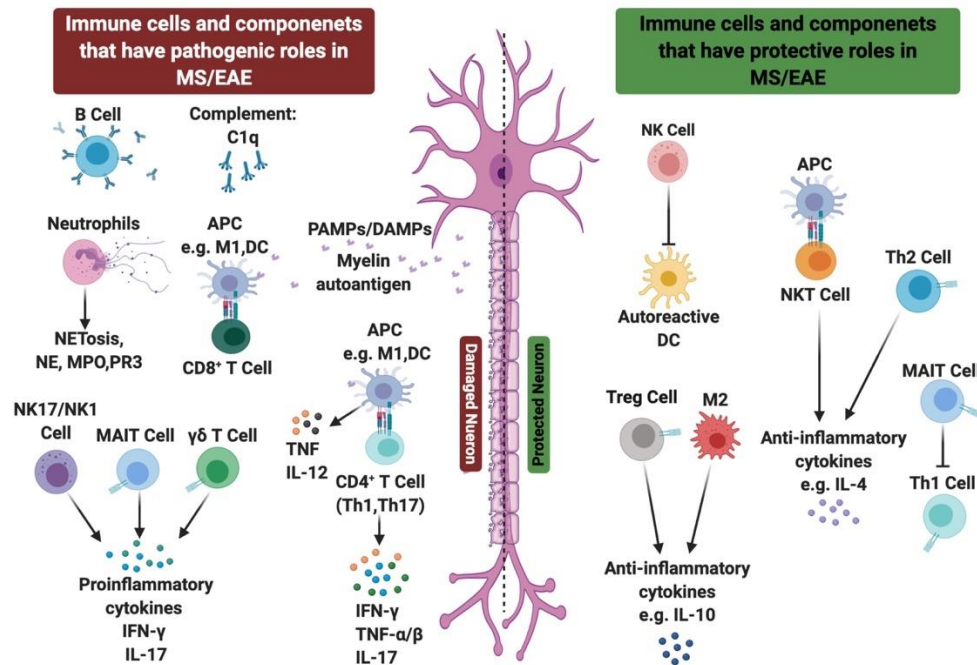 Immune cells and componenets
that have pathogenic roles in
MS/EAE
B Cell
Complement:
C1q
Neutrophils
NETosis,
NE, MPO,PR3
APC
e.g. M1,DC
CD8⁺ T Cell
PAMPs/DAMPs
Myelin
autoantigen
APC
e.g. M1,DC
TNF
IL-12
CD4⁺ T Cell
(Th1,Th17)
IFN-γ
TNF-α/β
IL-17
NK17/NK1
Cell
MAIT Cell
γδ T Cell
Proinflammatory
cytokines
IFN-γ
IL-17
Damaged Nueron
Protected Neuron
Immune cells and componenets
that have protective roles in
MS/EAE
NK Cell
Autoreactive
DC
APC
NKT Cell
Th2 Cell
Anti-inflammatory
cytokines
e.g. IL-4
MAIT Cell
Th1 Cell
Treg Cell
M2
Anti-inflammatory
cytokines
e.g. IL-10